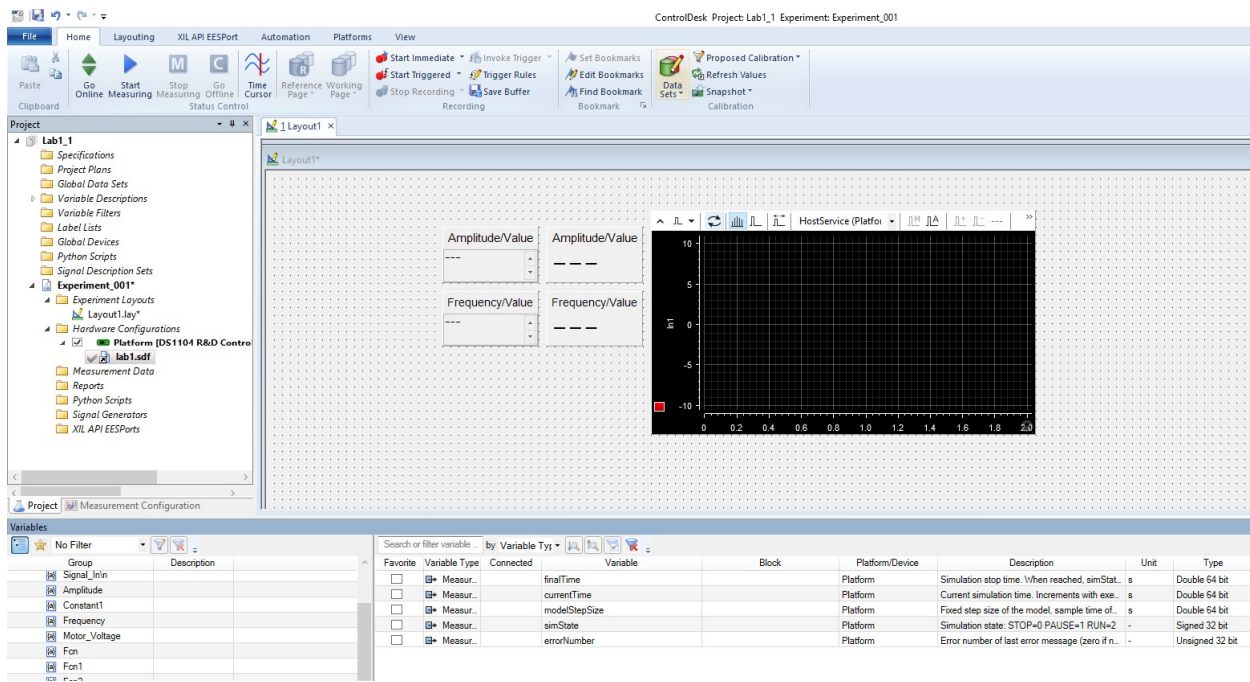 ControlDesk Project: Lab1_1 Experiment: Experiment_001
File Home Layouting XIL API EESPort Automation Platforms View
Paste
Go Online
Start Measuring
Stop Measuring
Go Offline
Time Cursor
Reference Page
Working Page
Start Immediate Invoke Trigger
Start Triggered Trigger Rules
Stop Recording Save Buffer
Set Bookmarks
Edit Bookmarks
Find Bookmark
Data Sets
Proposed Calibration
Refresh Values
Snapshot
Clipboard Status Control Recording Bookmark Calibration
Project
Lab1_1
Specifications
Project Plans
Global Data Sets
Variable Descriptions
Variable Filters
Label Lists
Global Devices
Python Scripts
Signal Description Sets
Experiment_001*
Experiment Layouts
Layout1.lay*
Hardware Configurations
Platform [DS1104 R&D Contro
lab1.sdf
Measurement Data
Reports
Python Scripts
Signal Generators
XIL API EESPorts
Project Measurement Configuration
1 Layout1
Layout1*
Amplitude/Value Amplitude/Value
--- ---
Frequency/Value Frequency/Value
--- ---
HostService (Platfor
10
5
0
-5
-10
In1
0 0.2 0.4 0.6 0.8 1.0 1.2 1.4 1.6 1.8 2.0
Variables
No Filter
Group Description
Signal_In\n
Amplitude
Constant1
Frequency
Motor_Voltage
Fcn
Fcn1
Fcn2
Search or filter variable ... by Variable Typ
Favorite Variable Type Connected Variable Block Platform/Device Description Unit Type
Measur... finalTime Platform Simulation stop time. When reached, simStat... s Double 64 bit
Measur... currentTime Platform Current simulation time. Increments with exe... s Double 64 bit
Measur... modelStepSize Platform Fixed step size of the model, sample time of... s Double 64 bit
Measur... simState Platform Simulation state: STOP=0 PAUSE=1 RUN=2 - Signed 32 bit
Measur... errorNumber Platform Error number of last error message (zero if n... - Unsigned 32 bit